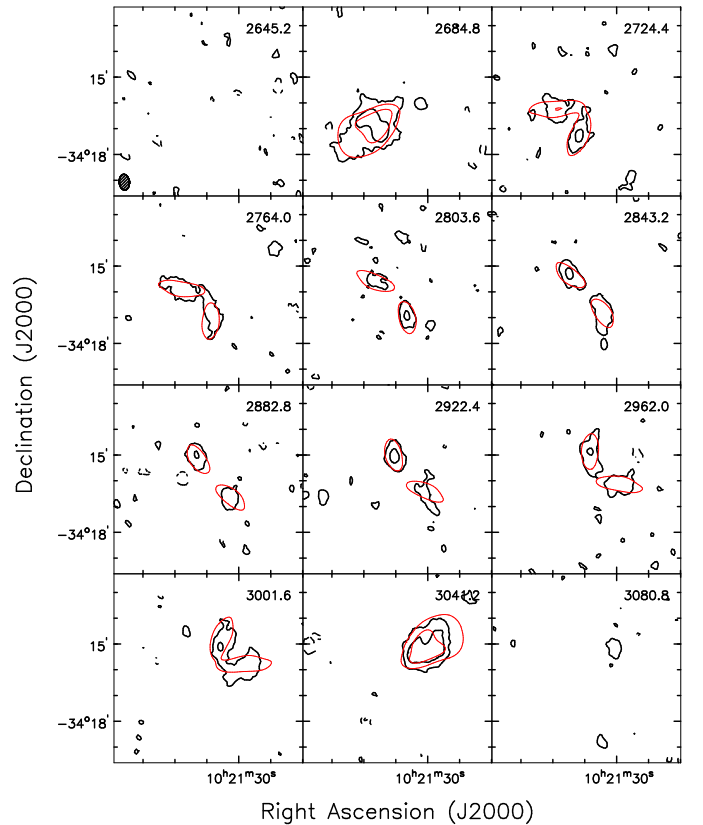 2645.2 2684.8 2724.4
15'
-34°18'
2764.0 2803.6 2843.2
15'
-34°18'
2882.8 2922.4 2962.0
15'
-34°18'
3001.6 3041.2 3080.8
15'
-34°18'
10ʰ21ᵐ30ˢ 10ʰ21ᵐ30ˢ 10ʰ21ᵐ30ˢ
Right Ascension (J2000)
Declination (J2000)